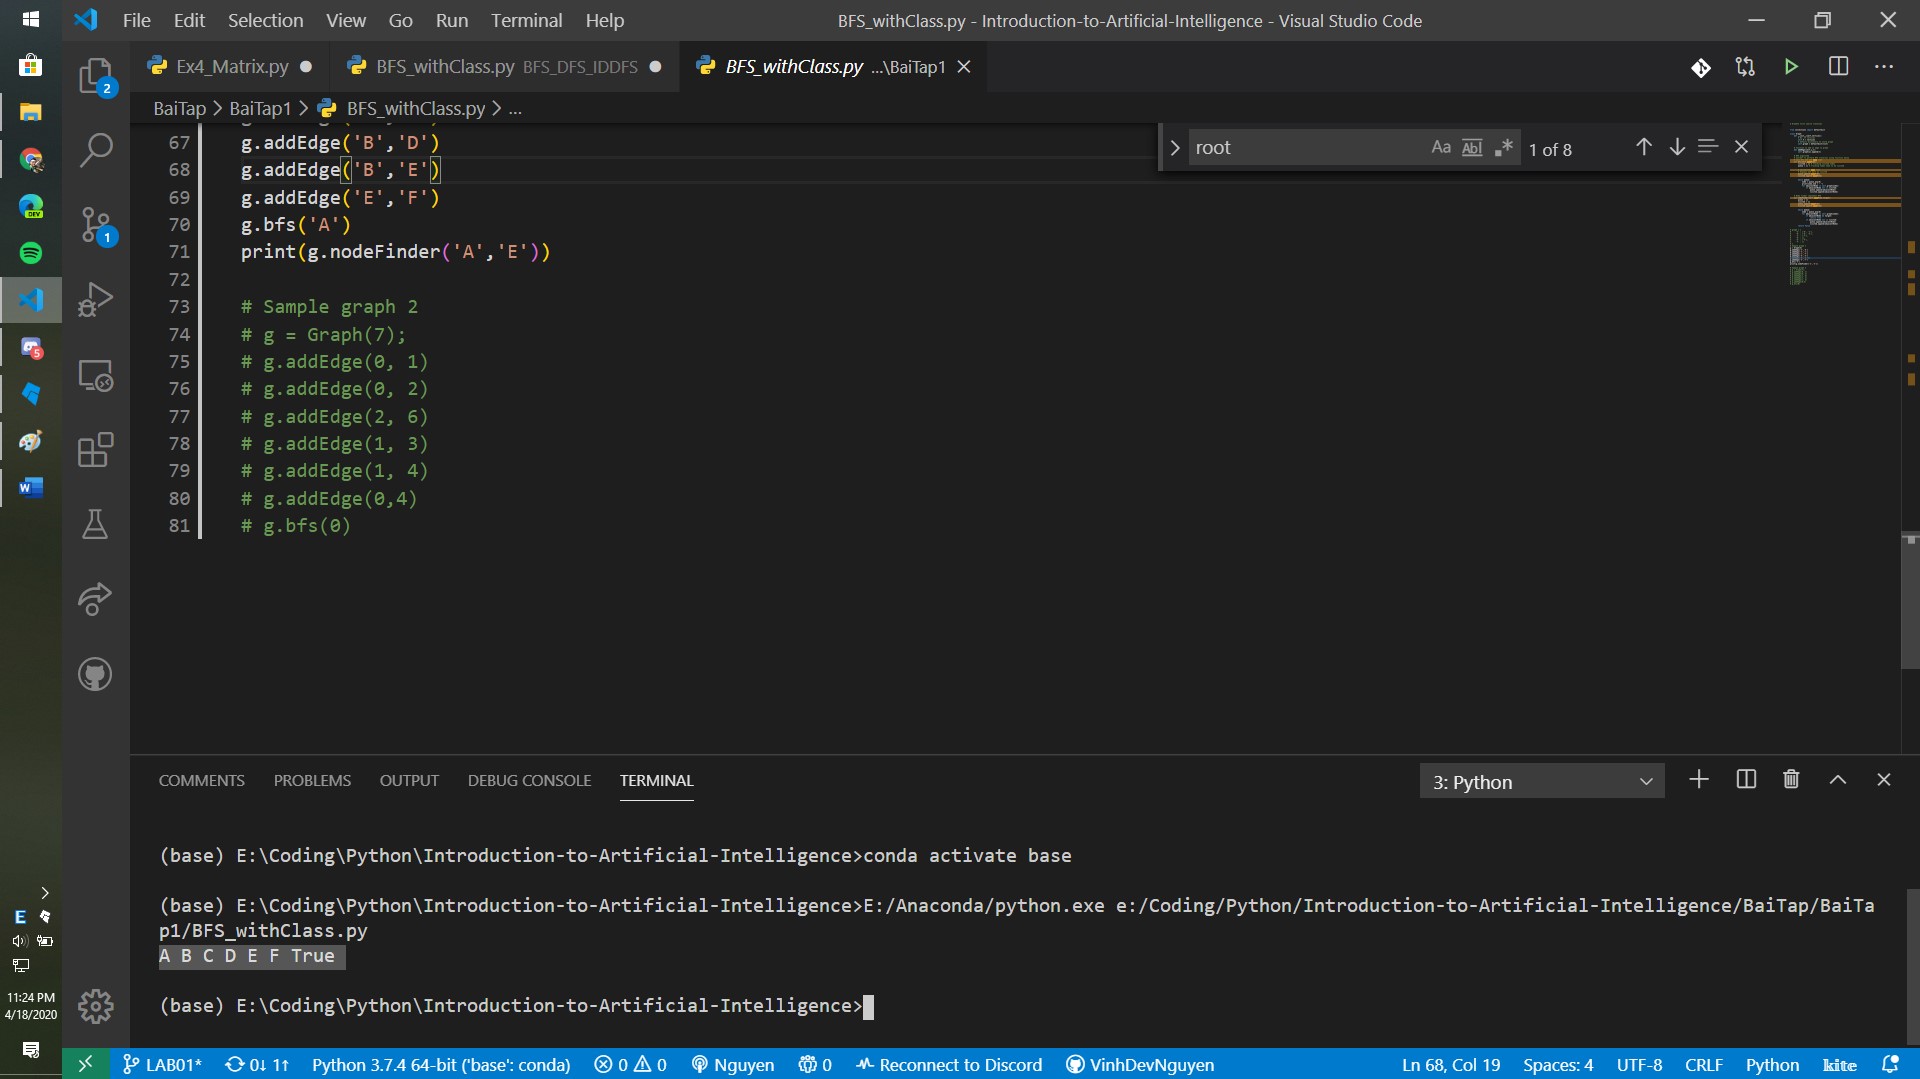 File Edit Selection View Go Run Terminal Help
BFS_withClass.py - Introduction-to-Artificial-Intelligence - Visual Studio Code
Ex4_Matrix.py
BFS_withClass.py BFS_DFS_IDDFS
BFS_withClass.py ...\BaiTap1
BaiTap > BaiTap1 > BFS_withClass.py > ...
root
Aa Abl .* 1 of 8
67 g.addEdge('B','D')
68 g.addEdge('B','E')
69 g.addEdge('E','F')
70 g.bfs('A')
71 print(g.nodeFinder('A','E'))
72
73 # Sample graph 2
74 # g = Graph(7);
75 # g.addEdge(0, 1)
76 # g.addEdge(0, 2)
77 # g.addEdge(2, 6)
78 # g.addEdge(1, 3)
79 # g.addEdge(1, 4)
80 # g.addEdge(0,4)
81 # g.bfs(0)
2
1
DEV
5
W
COMMENTS PROBLEMS OUTPUT DEBUG CONSOLE TERMINAL
3: Python
(base) E:\Coding\Python\Introduction-to-Artificial-Intelligence>conda activate base
(base) E:\Coding\Python\Introduction-to-Artificial-Intelligence>E:/Anaconda/python.exe e:/Coding/Python/Introduction-to-Artificial-Intelligence/BaiTap/BaiTa
p1/BFS_withClass.py
A B C D E F True
(base) E:\Coding\Python\Introduction-to-Artificial-Intelligence>
E
11:24 PM
4/18/2020
LAB01* 0↓ 1↑ Python 3.7.4 64-bit ('base': conda) 0 0 Nguyen 0 Reconnect to Discord VinhDevNguyen Ln 68, Col 19 Spaces: 4 UTF-8 CRLF Python kite